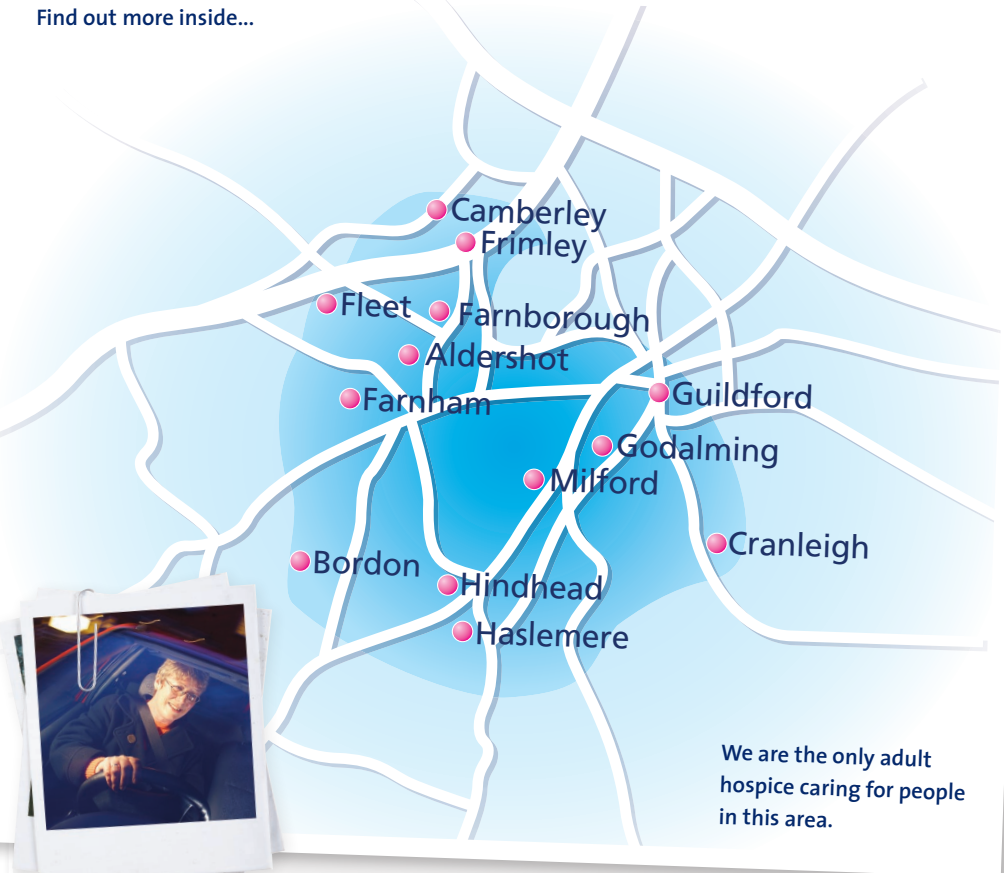 Find out more inside...
Camberley
Frimley
Fleet
Farnborough
Aldershot
Farnham
Guildford
Godalming
Milford
Cranleigh
Bordon
Hindhead
Haslemere
We are the only adult
hospice caring for people
in this area.